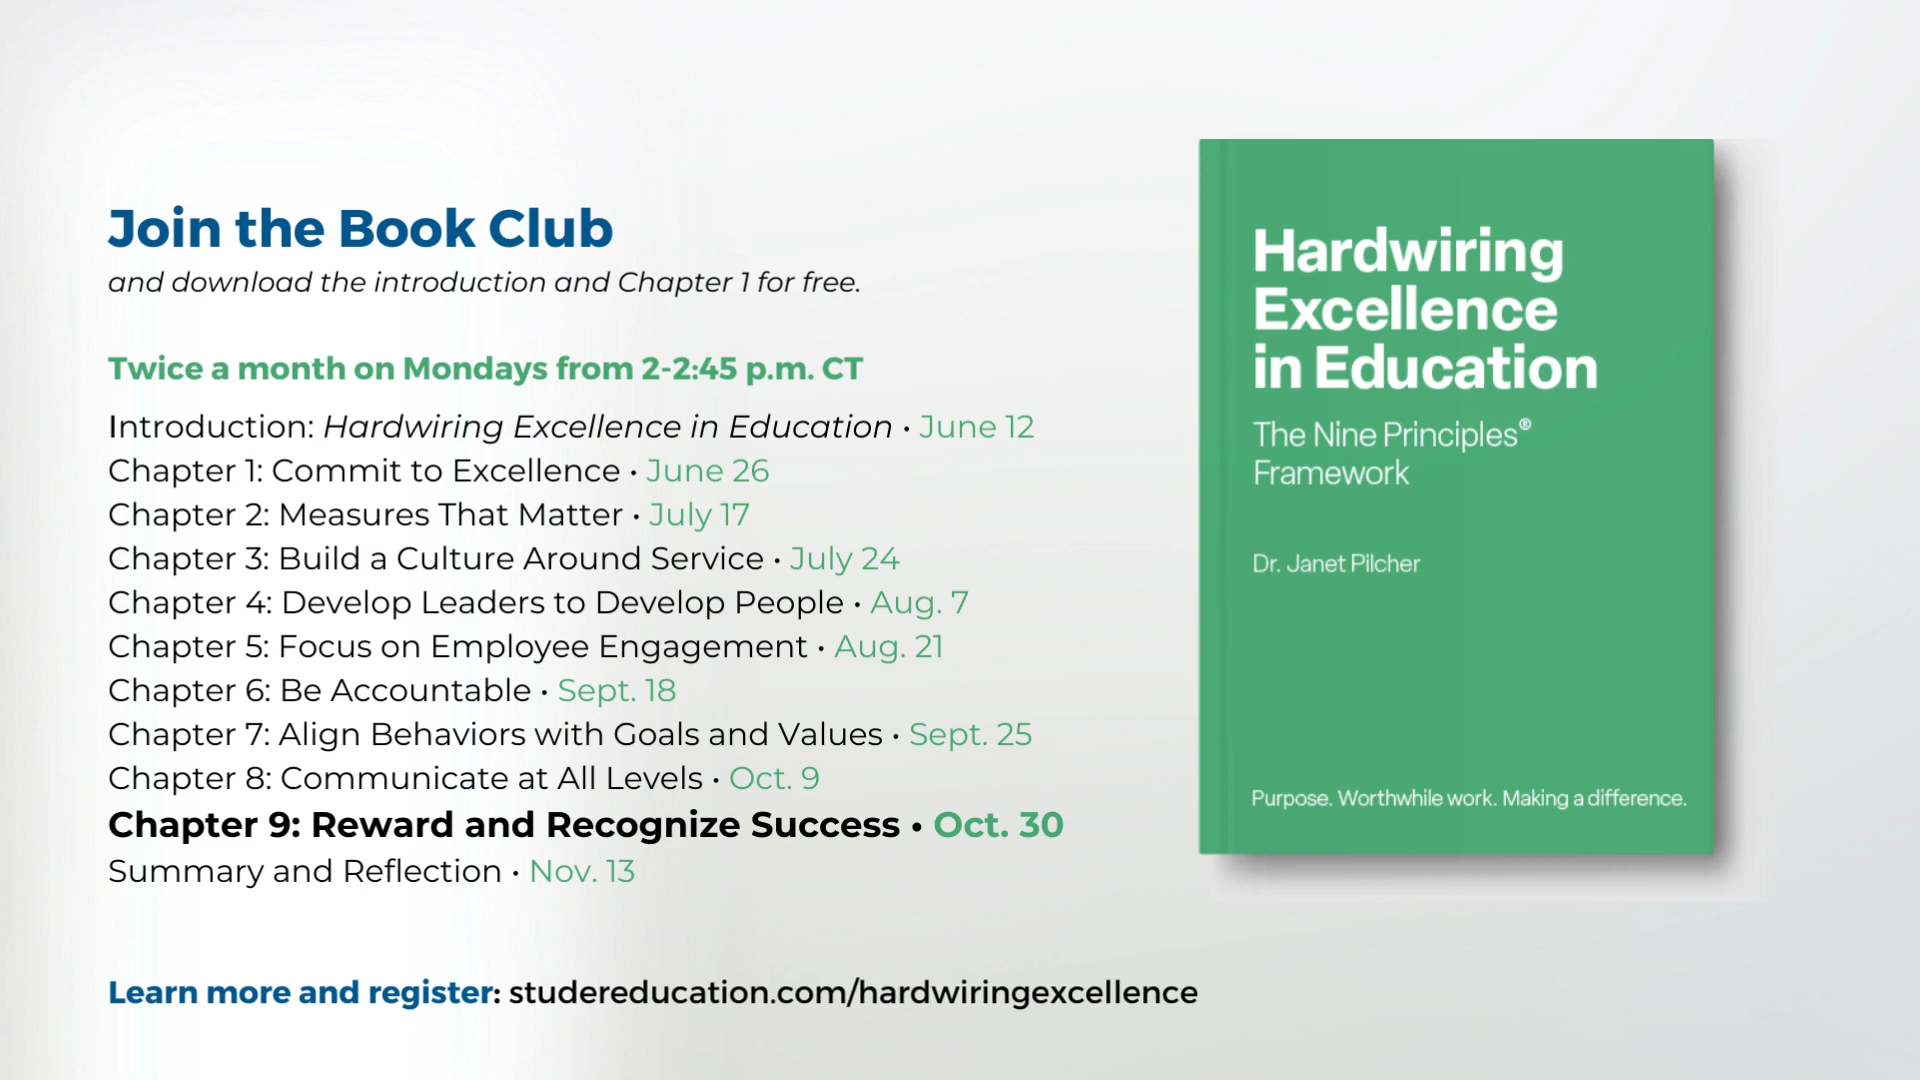 Join the Book Club
and download the introduction and Chapter 1 for free.
Twice a month on Mondays from 2-2:45 p.m. CT
Introduction: Hardwiring Excellence in Education • June 12
Chapter 1: Commit to Excellence • June 26
Chapter 2: Measures That Matter • July 17
Chapter 3: Build a Culture Around Service • July 24
Chapter 4: Develop Leaders to Develop People • Aug. 7
Chapter 5: Focus on Employee Engagement • Aug. 21
Chapter 6: Be Accountable • Sept. 18
Chapter 7: Align Behaviors with Goals and Values • Sept. 25
Chapter 8: Communicate at All Levels • Oct. 9
Chapter 9: Reward and Recognize Success • Oct. 30
Summary and Reflection • Nov. 13
Learn more and register: studereducation.com/hardwiringexcellence
Hardwiring
Excellence
in Education
The Nine Principles®
Framework
Dr. Janet Pilcher
Purpose. Worthwhile work. Making a difference.